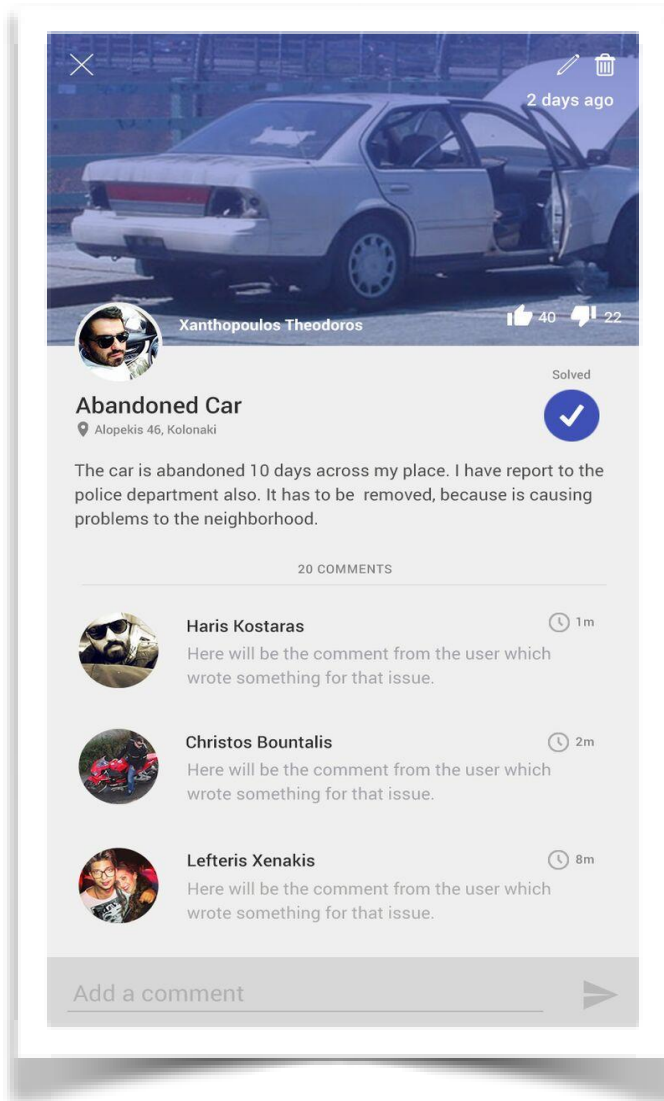 2 days ago
Xanthopoulos Theodoros
40
22
Solved
Abandoned Car
Alopekis 46, Kolonaki
The car is abandoned 10 days across my place. I have report to the
police department also. It has to be  removed, because is causing
problems to the neighborhood.
20 COMMENTS
Haris Kostaras
1m
Here will be the comment from the user which
wrote something for that issue.
Christos Bountalis
2m
Here will be the comment from the user which
wrote something for that issue.
Lefteris Xenakis
8m
Here will be the comment from the user which
wrote something for that issue.
Add a comment